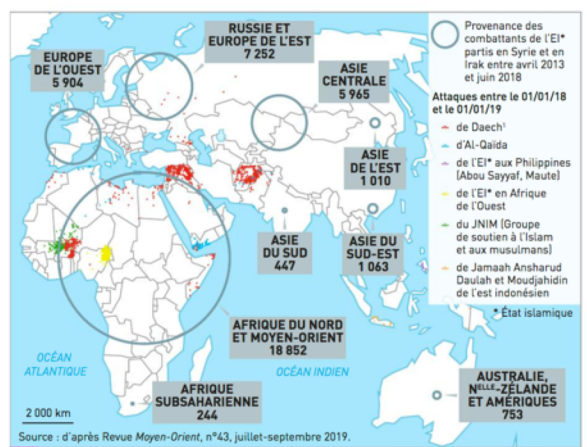 RUSSIE ET
EUROPE DE L'EST
7 252
EUROPE
DE L'OUEST
5 904
ASIE
CENTRALE
5 965
ASIE
DE L'EST
1 010
ASIE
DU SUD
447
ASIE DU
SUD-EST
1 063
AFRIQUE DU NORD
ET MOYEN-ORIENT
18 852
OCÉAN
ATLANTIQUE
OCÉAN INDIEN
AFRIQUE
SUBSAHARIENNE
244
AUSTRALIE,
NELLE-ZÉLANDE
ET AMÉRIQUES
753
2 000 km
Provenance des
combattants de l'EI*
partis en Syrie et en
Irak entre avril 2013
et juin 2018
Attaques entre le 01/01/18
et le 01/01/19
de Daech¹
d'Al-Qaïda
de l'EI* aux Philippines
(Abou Sayyaf, Maute)
de l'EI* en Afrique
de l'Ouest
du JNIM (Groupe
de soutien à l'Islam
et aux musulmans)
de Jamaah Ansharud
Daulah et Moudjahidin
de l'est indonésien
* État islamique
Source : d'après Revue Moyen-Orient, n°43, juillet-septembre 2019.